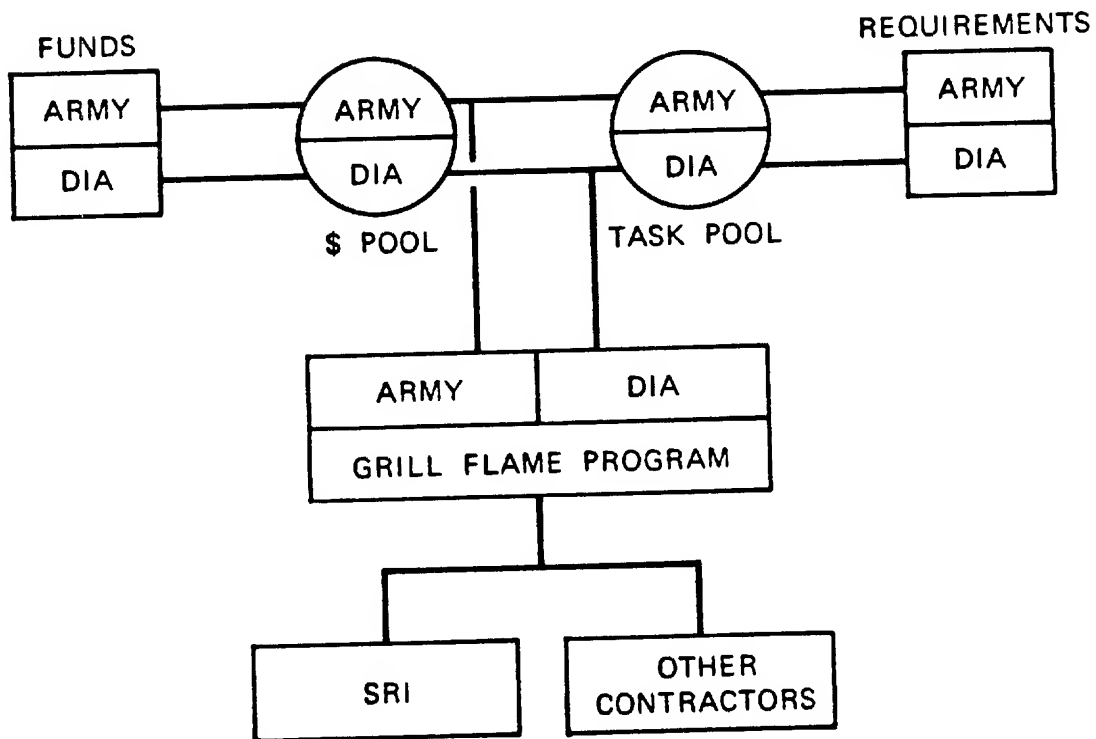 FUNDS
ARMY
DIA
ARMY
DIA
$ POOL
ARMY
DIA
TASK POOL
REQUIREMENTS
ARMY
DIA
ARMY
DIA
GRILL FLAME PROGRAM
SRI
OTHER
CONTRACTORS